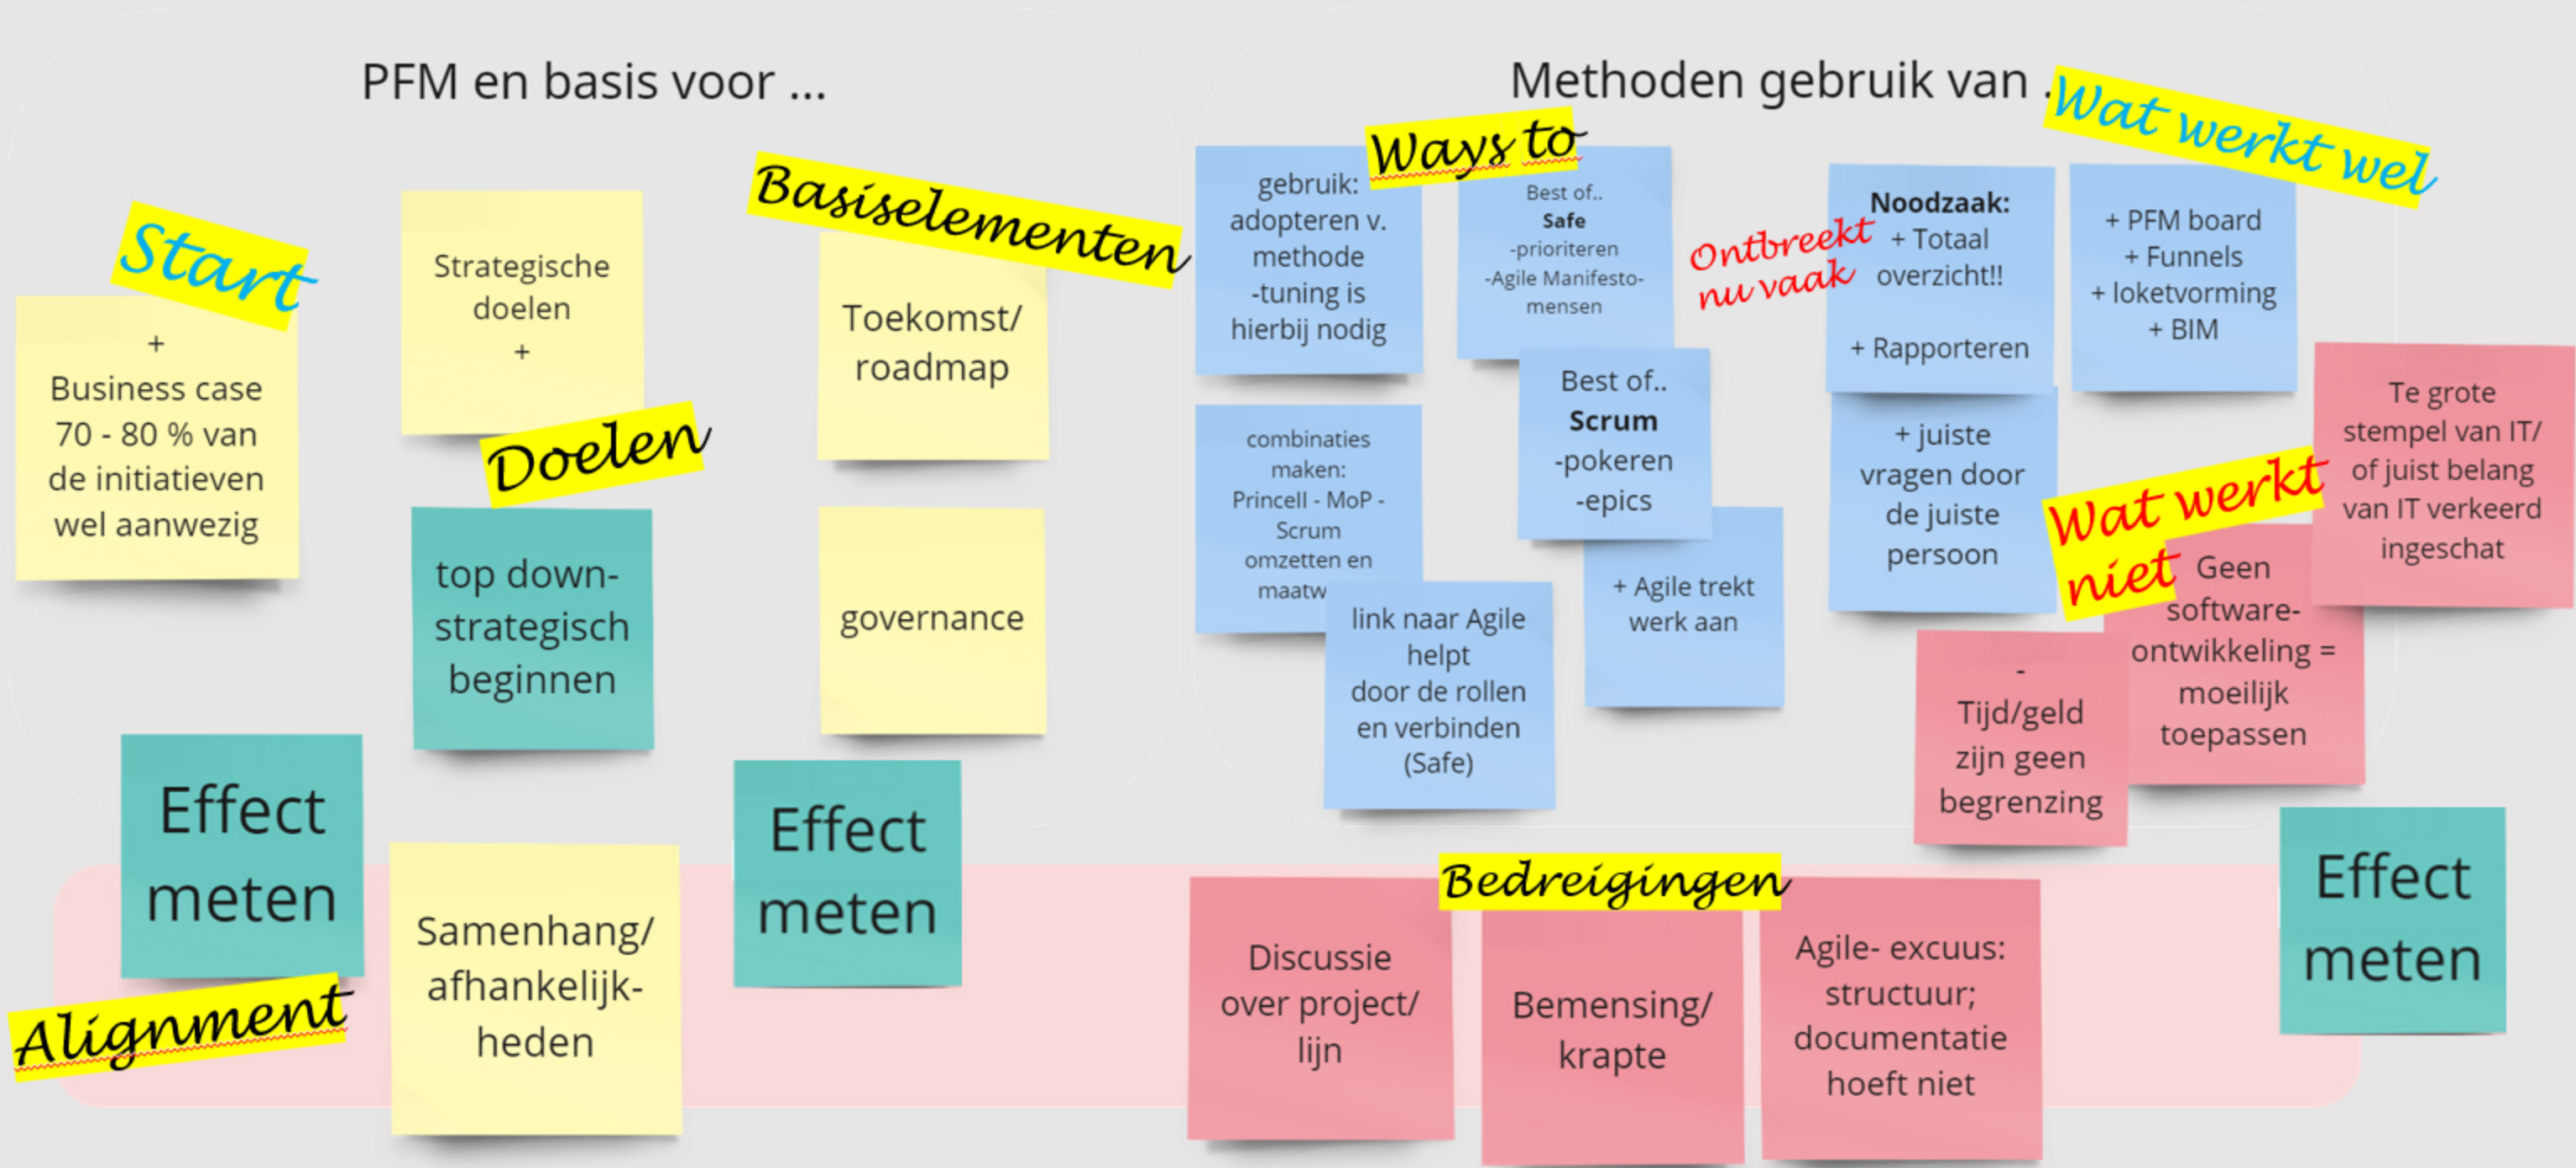 PFM en basis voor ...
Start
+
Business case
70 - 80 % van
de initiatieven
wel aanwezig
Strategische
doelen
+
Doelen
top down-
strategisch
beginnen
Basiselementen
Toekomst/
roadmap
governance
Effect
meten
Alignment
Samenhang/
afhankelijk-
heden
Effect
meten
Methoden gebruik van .
Ways to
gebruik:
adopteren v.
methode
-tuning is
hierbij nodig
Best of..
Safe
-prioriteren
-Agile Manifesto-
mensen
combinaties
maken:
Princell - MoP -
Scrum
omzetten en
maatw
Best of..
Scrum
-pokeren
-epics
link naar Agile
helpt
door de rollen
en verbinden
(Safe)
+ Agile trekt
werk aan
Ontbreekt
nu vaak
Noodzaak:
+ Totaal
overzicht!!
+ Rapporteren
+ juiste
vragen door
de juiste
persoon
Wat werkt wel
+ PFM board
+ Funnels
+ loketvorming
+ BIM
Wat werkt
niet
Te grote
stempel van IT/
of juist belang
van IT verkeerd
ingeschat
Geen
software-
ontwikkeling =
moeilijk
toepassen
-
Tijd/geld
zijn geen
begrenzing
Bedreigingen
Discussie
over project/
lijn
Bemensing/
krapte
Agile- excuus:
structuur;
documentatie
hoeft niet
Effect
meten